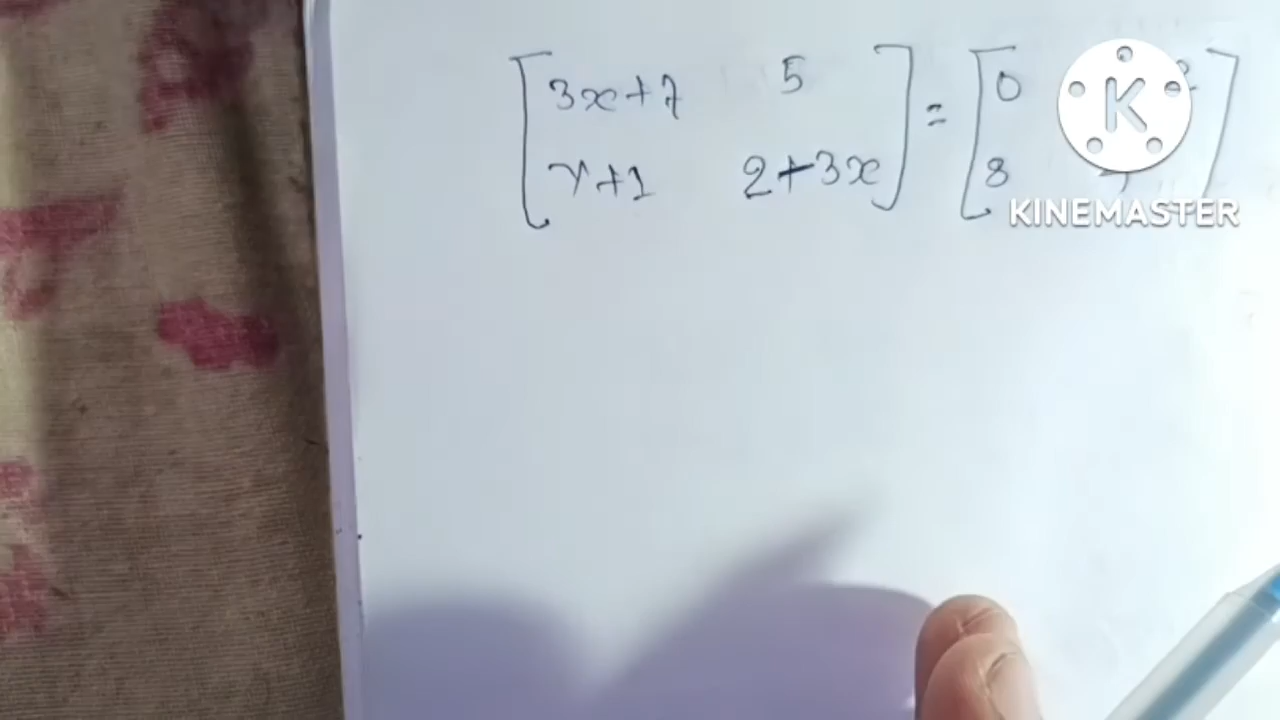 [ 3x+7 5 ] = [ 0
[ y+1 2+3x ] [ 8
KINEMASTER